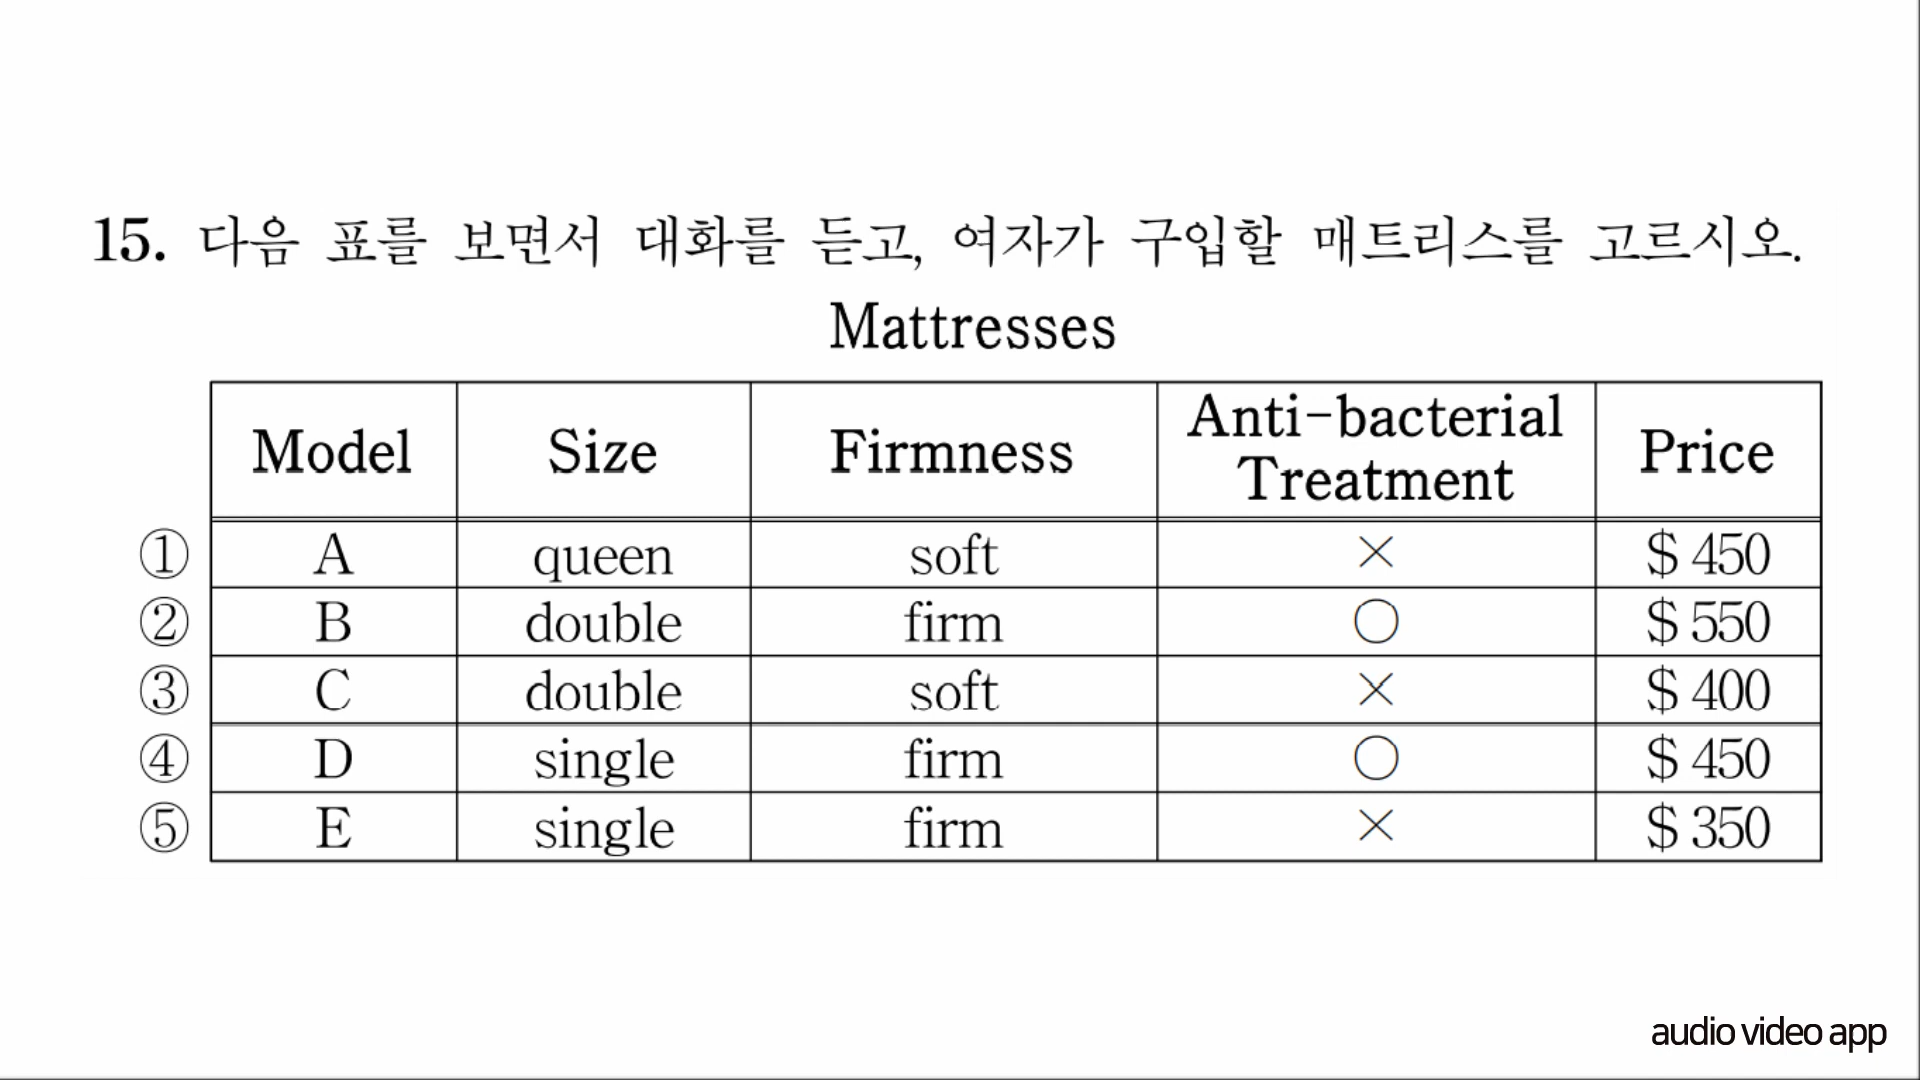 15. 다음 표를 보면서 대화를 듣고, 여자가 구입할 매트리스를 고르시오.
Mattresses
Model Size Firmness Anti-bacterial Treatment Price
① A queen soft × $ 450
② B double firm ○ $ 550
③ C double soft × $ 400
④ D single firm ○ $ 450
⑤ E single firm × $ 350
audio video app